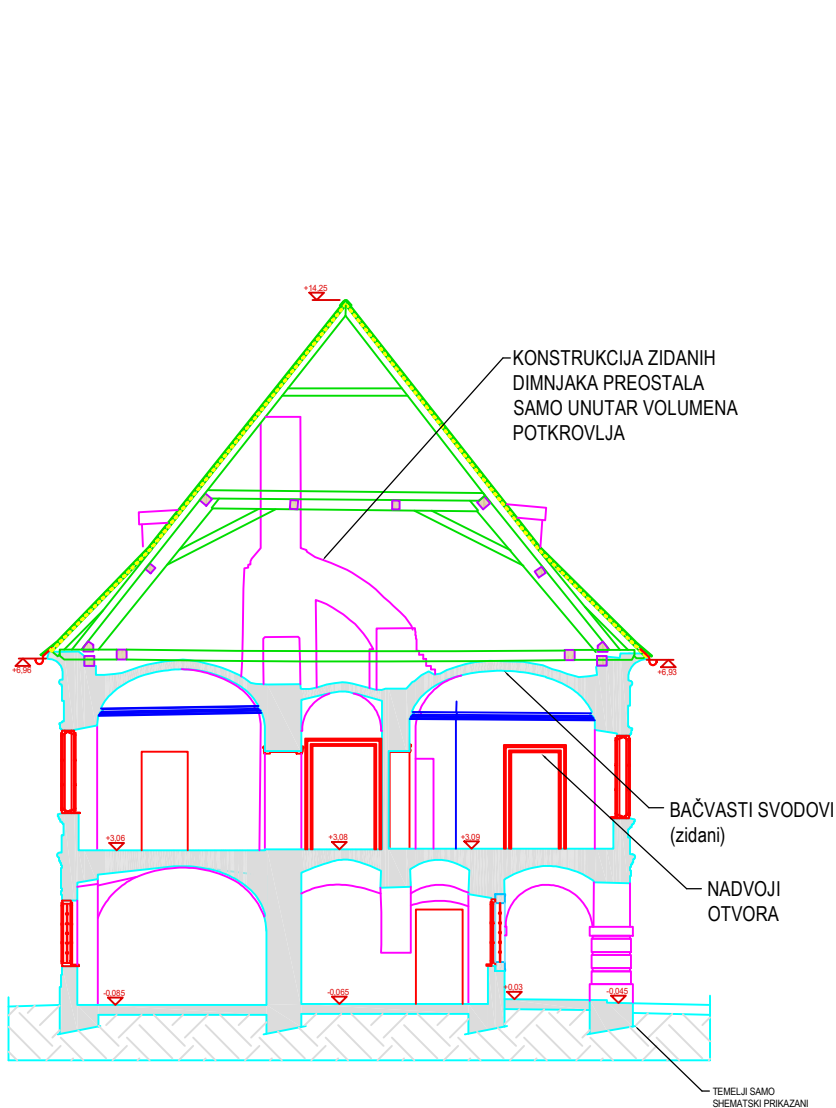 +14,25
KONSTRUKCIJA ZIDANIH
DIMNJAKA PREOSTALA
SAMO UNUTAR VOLUMENA
POTKROVLJA
+6,96
+6,93
BAČVASTI SVODOVI
(zidani)
+3.06
+3,08
+3.09
NADVOJI
OTVORA
-0,085
-0,065
+0,03
-0,045
TEMELJI SAMO
SHEMATSKI PRIKAZANI